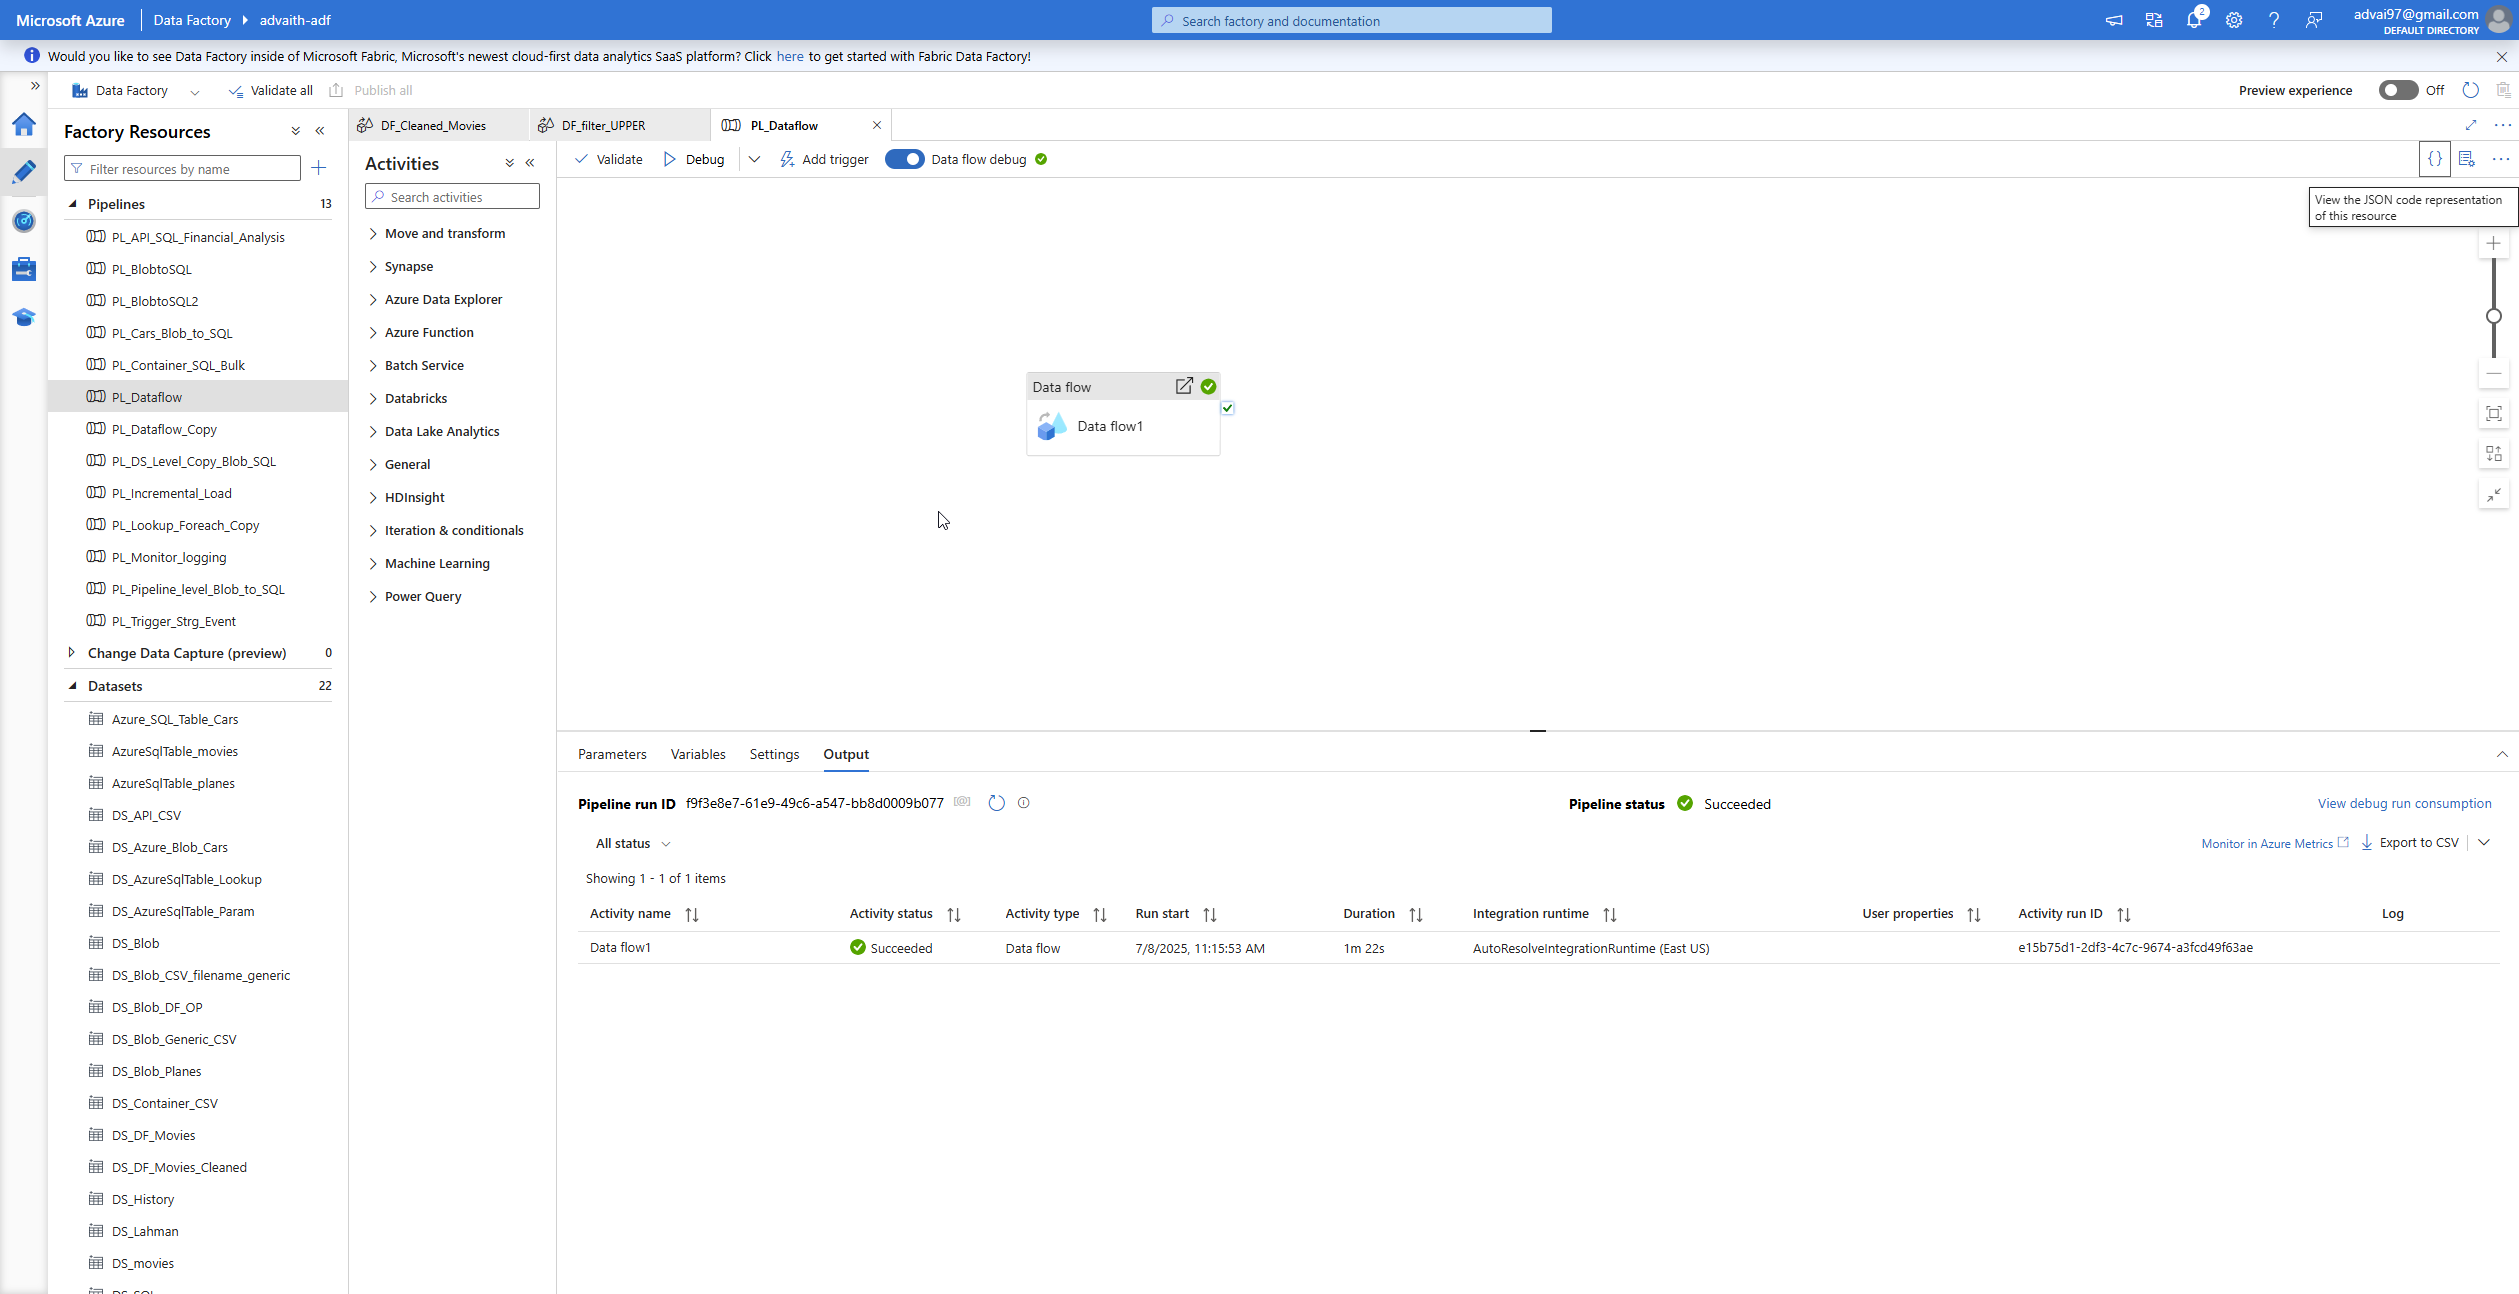 Microsoft Azure Data Factory advaith-adf
Search factory and documentation
2
advai97@gmail.com
DEFAULT DIRECTORY
Would you like to see Data Factory inside of Microsoft Fabric, Microsoft's newest cloud-first data analytics SaaS platform? Click here to get started with Fabric Data Factory!
Data Factory Validate all Publish all
Preview experience Off
Factory Resources
Filter resources by name
Pipelines 13
PL_API_SQL_Financial_Analysis
PL_BlobtoSQL
PL_BlobtoSQL2
PL_Cars_Blob_to_SQL
PL_Container_SQL_Bulk
PL_Dataflow
PL_Dataflow_Copy
PL_DS_Level_Copy_Blob_SQL
PL_Incremental_Load
PL_Lookup_Foreach_Copy
PL_Monitor_logging
PL_Pipeline_level_Blob_to_SQL
PL_Trigger_Strg_Event
Change Data Capture (preview) 0
Datasets 22
Azure_SQL_Table_Cars
AzureSqlTable_movies
AzureSqlTable_planes
DS_API_CSV
DS_Azure_Blob_Cars
DS_AzureSqlTable_Lookup
DS_AzureSqlTable_Param
DS_Blob
DS_Blob_CSV_filename_generic
DS_Blob_DF_OP
DS_Blob_Generic_CSV
DS_Blob_Planes
DS_Container_CSV
DS_DF_Movies
DS_DF_Movies_Cleaned
DS_History
DS_Lahman
DS_movies
DF_Cleaned_Movies DF_filter_UPPER PL_Dataflow
Activities
Search activities
Move and transform
Synapse
Azure Data Explorer
Azure Function
Batch Service
Databricks
Data Lake Analytics
General
HDInsight
Iteration & conditionals
Machine Learning
Power Query
Validate Debug Add trigger Data flow debug
{}
View the JSON code representation
of this resource
Data flow
Data flow1
Parameters Variables Settings Output
Pipeline run ID f9f3e8e7-61e9-49c6-a547-bb8d0009b077
Pipeline status Succeeded
View debug run consumption
All status
Monitor in Azure Metrics Export to CSV
Showing 1 - 1 of 1 items
Activity name Activity status Activity type Run start Duration Integration runtime User properties Activity run ID Log
Data flow1 Succeeded Data flow 7/8/2025, 11:15:53 AM 1m 22s AutoResolveIntegrationRuntime (East US) e15b75d1-2df3-4c7c-9674-a3fcd49f63ae